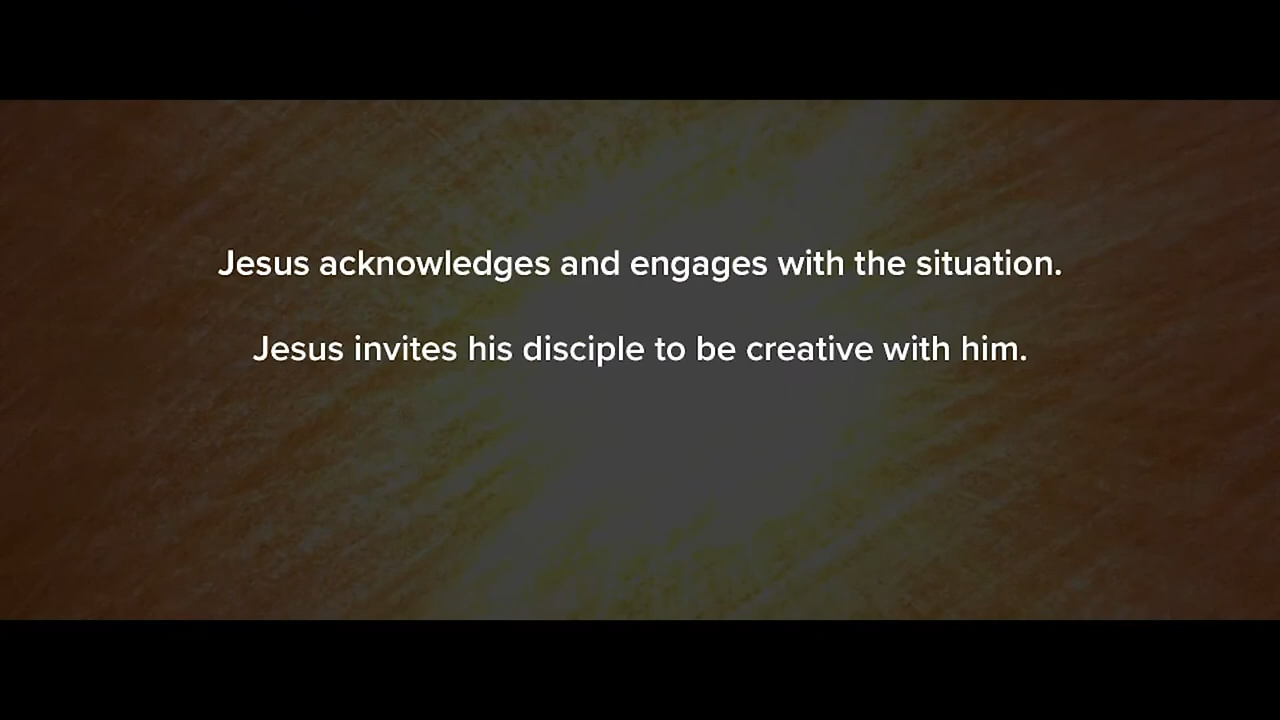 Jesus acknowledges and engages with the situation.
Jesus invites his disciple to be creative with him.